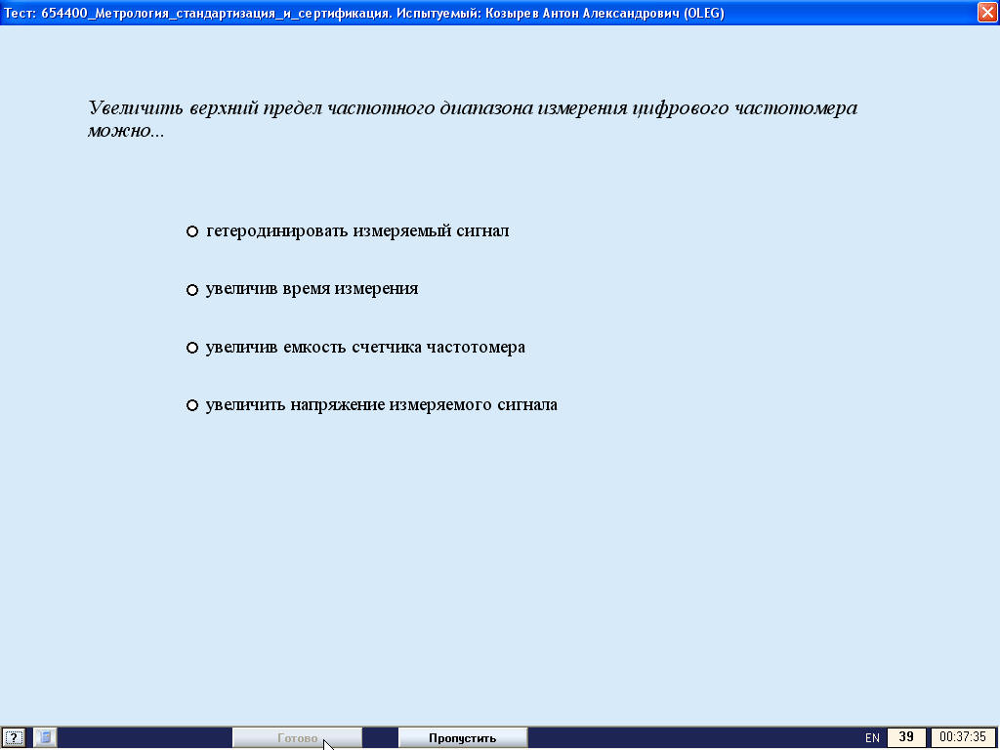 Тест: 654400_Метрология_стандартизация_и_сертификация. Испытуемый: Козырев Антон Александрович (OLEG)
Увеличить верхний предел частотного диапазона измерения цифрового частотомера
можно...
гетеродинировать измеряемый сигнал
увеличив время измерения
увеличив емкость счетчика частотомера
увеличить напряжение измеряемого сигнала
? Готово Пропустить EN 39 00:37:35